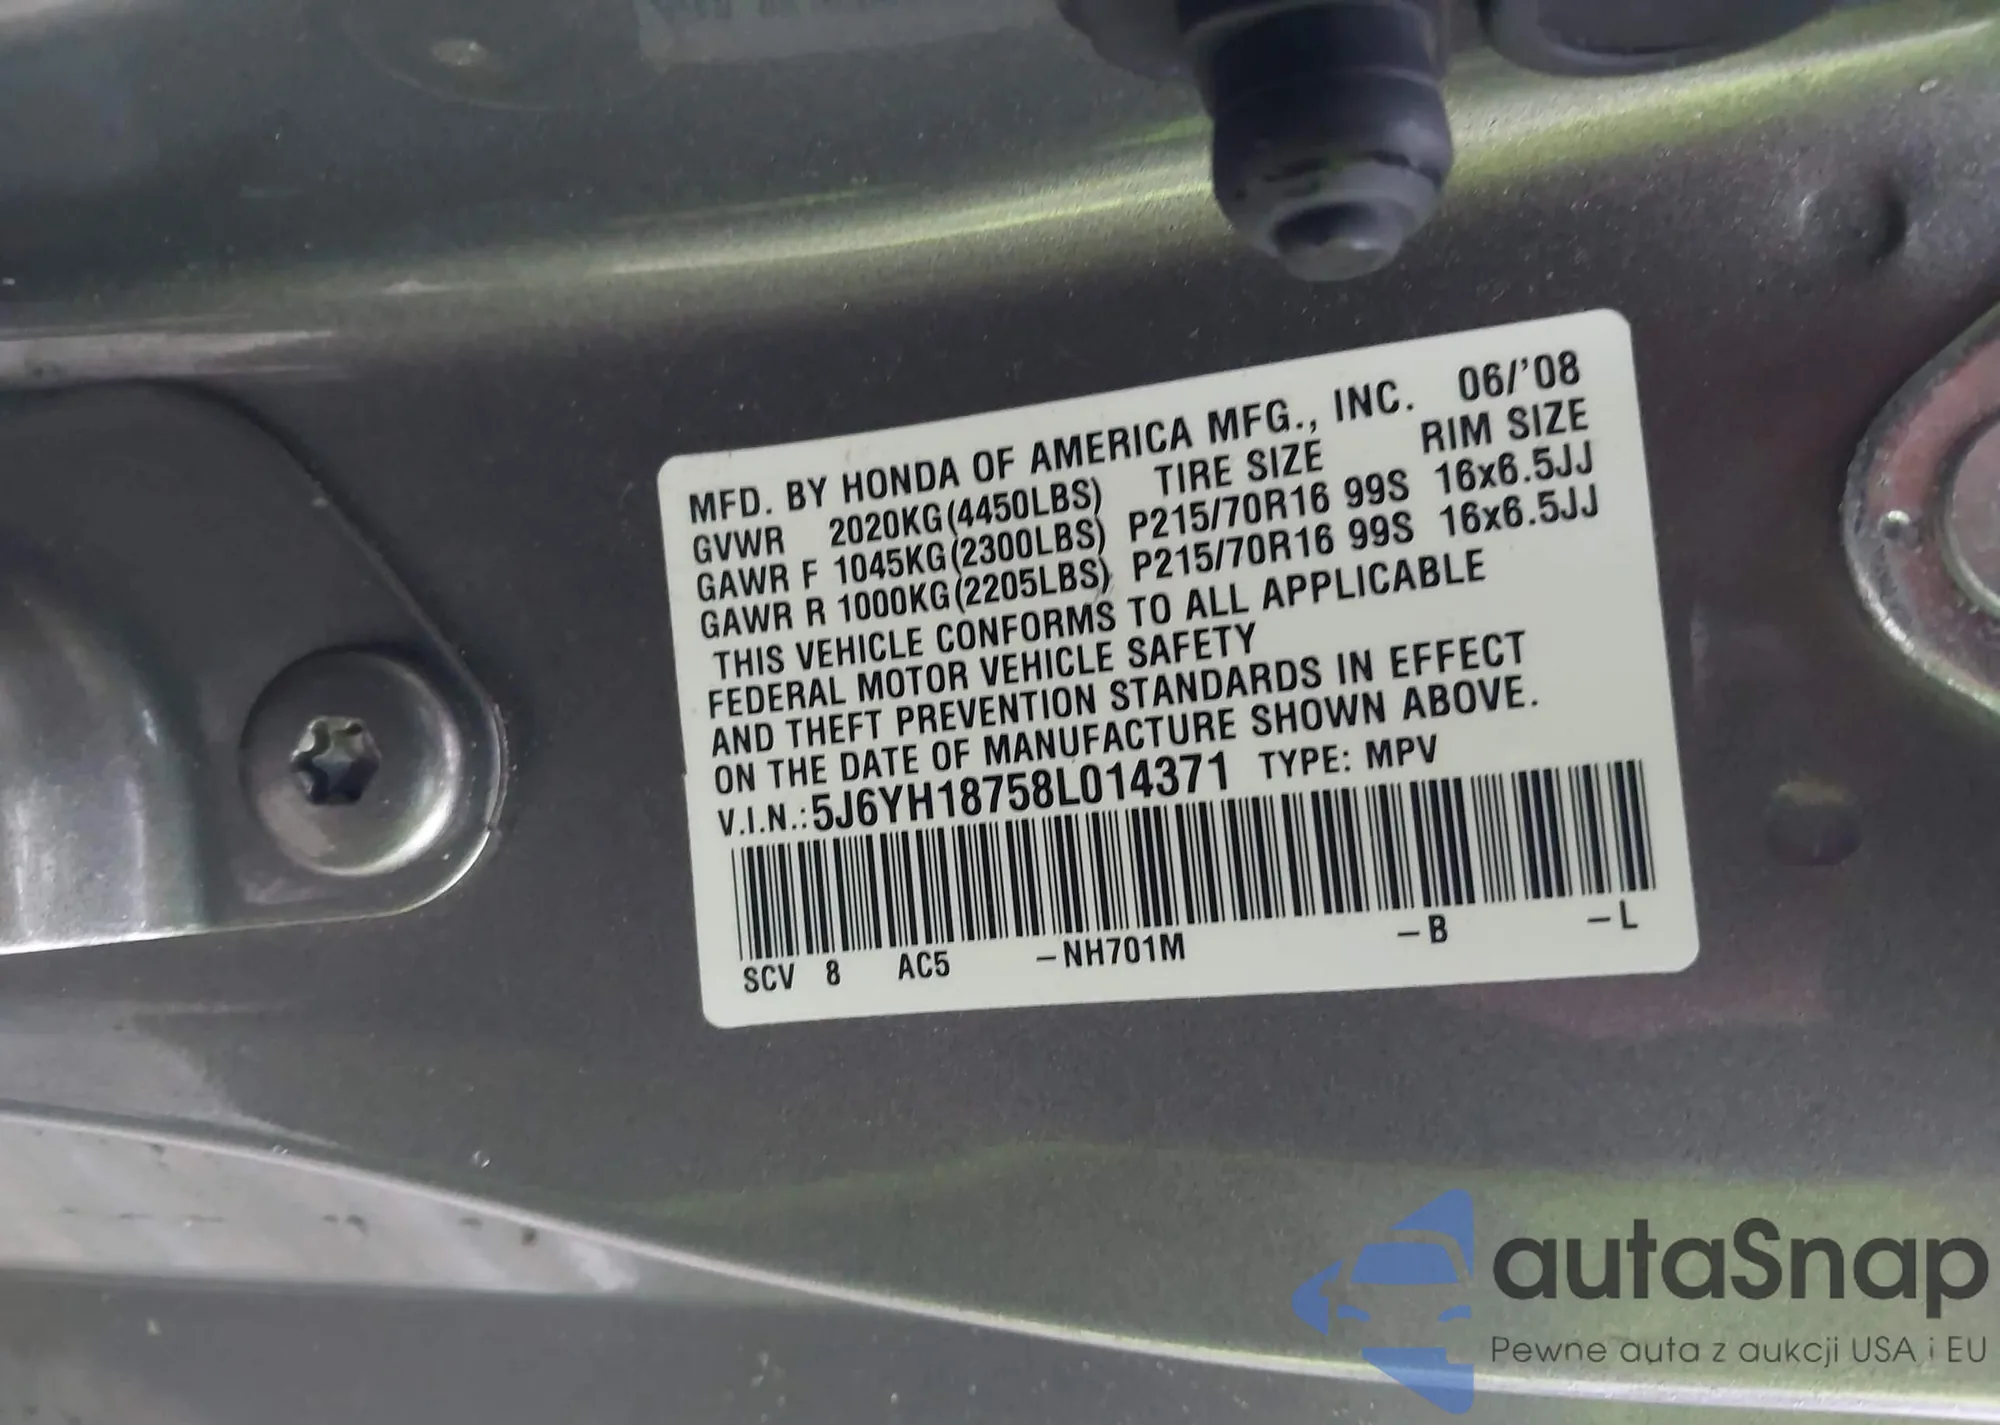 MFD. BY HONDA OF AMERICA MFG., INC. 06/'08
GVWR 2020KG(4450LBS) TIRE SIZE RIM SIZE
GAWR F 1045KG(2300LBS) P215/70R16 99S 16x6.5JJ
GAWR R 1000KG(2205LBS) P215/70R16 99S 16x6.5JJ
THIS VEHICLE CONFORMS TO ALL APPLICABLE
FEDERAL MOTOR VEHICLE SAFETY
AND THEFT PREVENTION STANDARDS IN EFFECT
ON THE DATE OF MANUFACTURE SHOWN ABOVE.
V.I.N.:5J6YH18758L014371 TYPE: MPV
SCV 8 AC5 -NH701M -B -L
autaSnap
Pewne auta z aukcji USA i EU